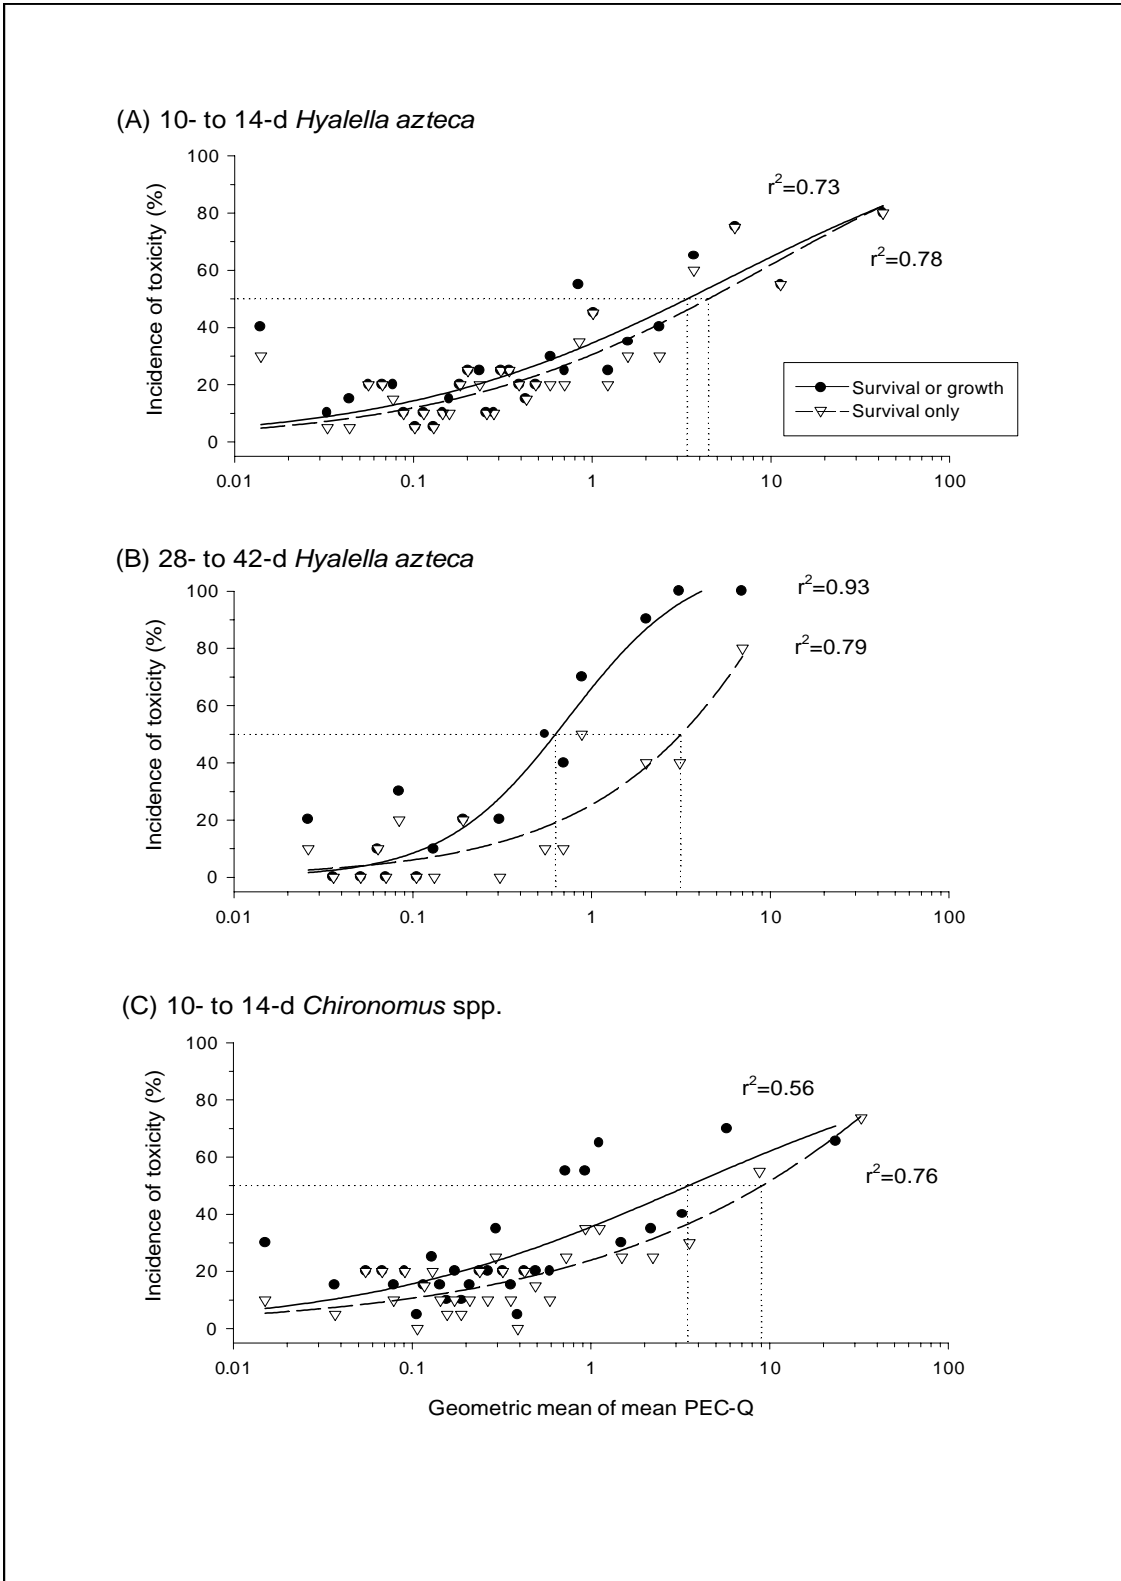 (A) 10- to 14-d Hyalella azteca
Incidence of toxicity (%)
100
80
60
40
20
0
r²=0.73
r²=0.78
Survival or growth
Survival only
0.01 0.1 1 10 100
(B) 28- to 42-d Hyalella azteca
Incidence of toxicity (%)
100
80
60
40
20
0
r²=0.93
r²=0.79
0.01 0.1 1 10 100
(C) 10- to 14-d Chironomus spp.
Incidence of toxicity (%)
100
80
60
40
20
0
r²=0.56
r²=0.76
0.01 0.1 1 10 100
Geometric mean of mean PEC-Q